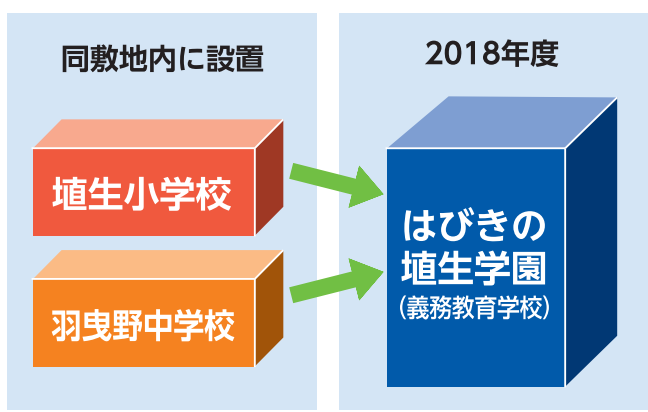 同敷地内に設置
埴生小学校
羽曳野中学校
2018年度
はびきの
埴生学園
(義務教育学校)